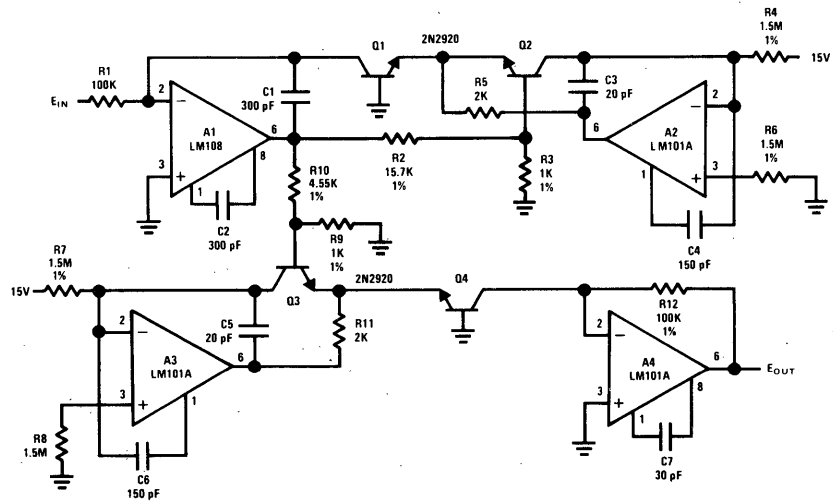 R1
100K
E_IN
2
3
A1
LM108
6
8
1
C2
300 pF
C1
300 pF
Q1
2N2920
Q2
R5
2K
C3
20 pF
R4
1.5M
1%
15V
2
3
A2
LM101A
6
1
R6
1.5M
1%
C4
150 pF
R2
15.7K
1%
R3
1K
1%
R10
4.55K
1%
R9
1K
1%
R7
1.5M
1%
15V
Q3
2N2920
Q4
2
3
A3
LM101A
6
1
C5
20 pF
R11
2K
R8
1.5M
C6
150 pF
R12
100K
1%
2
3
A4
LM101A
6
8
1
E_OUT
C7
30 pF